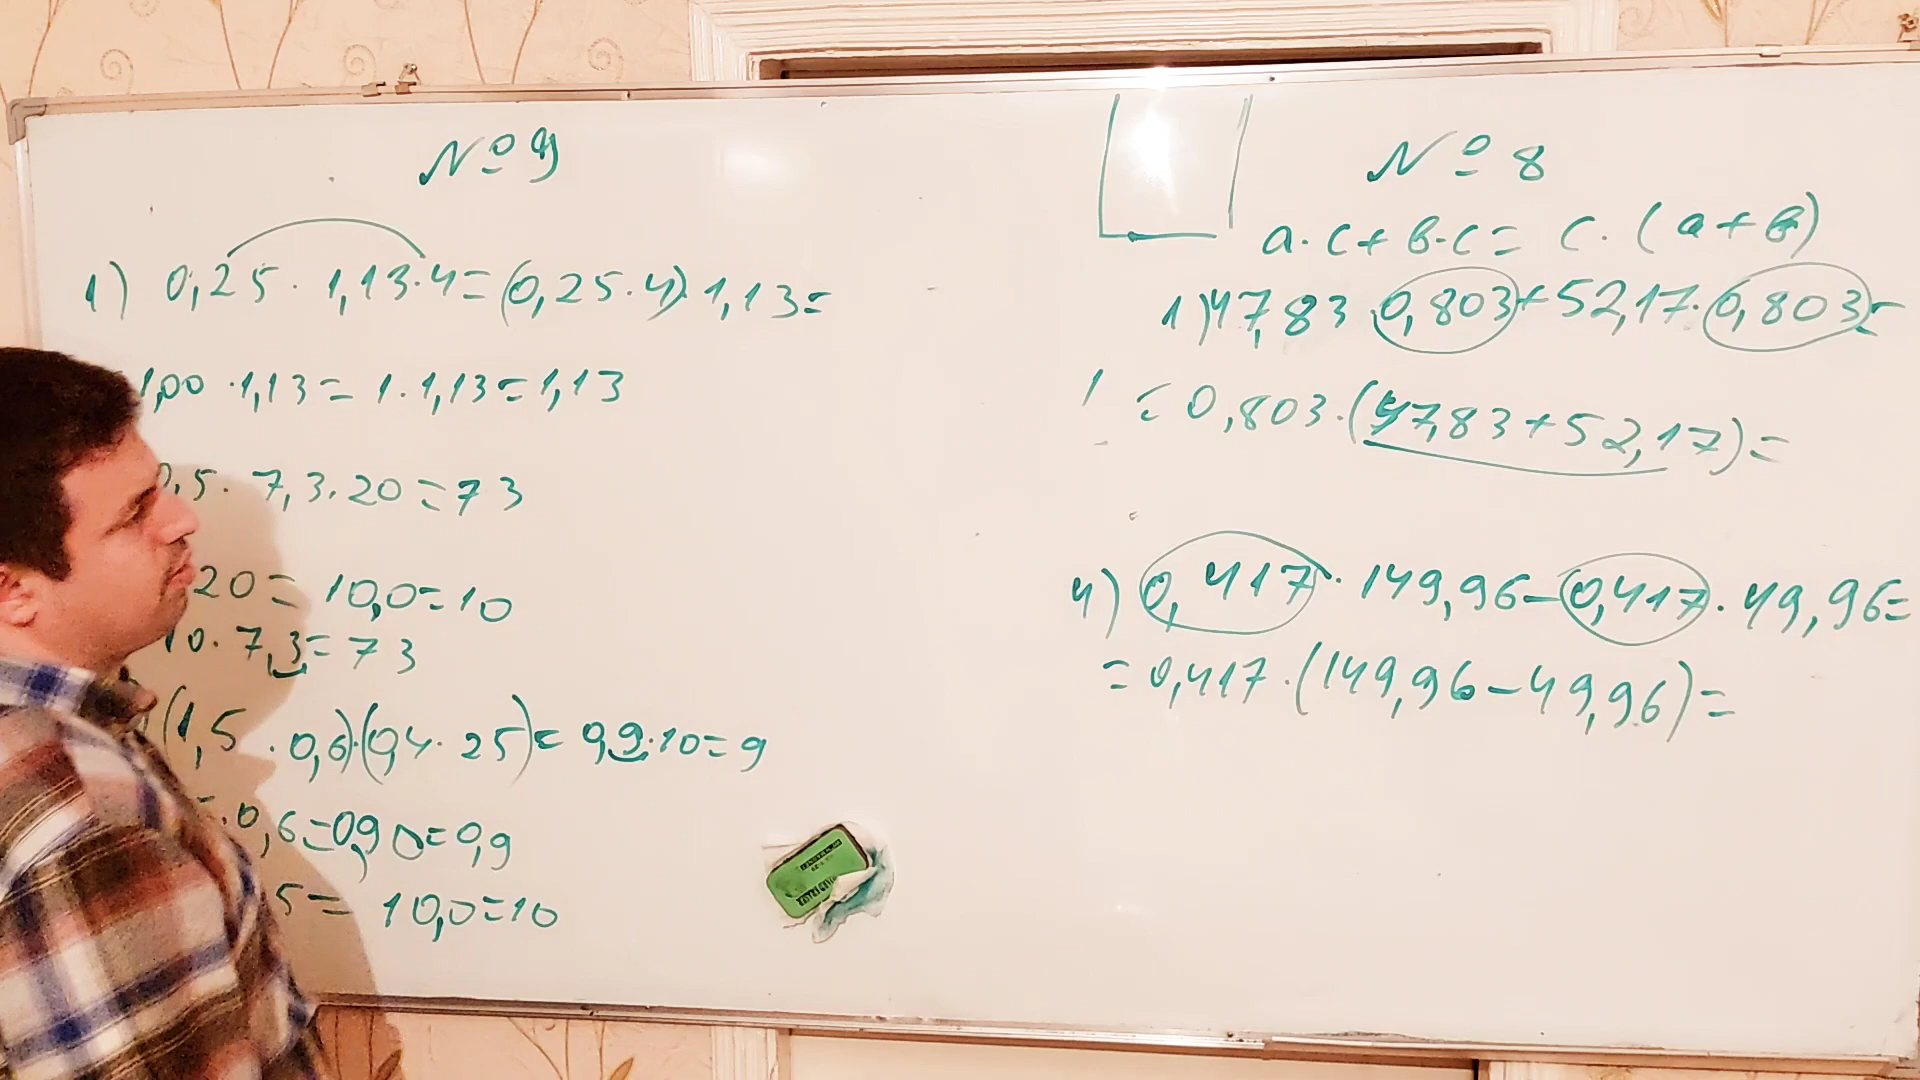 № 9
1) 0,25 · 1,13 · 4 = (0,25 · 4) · 1,13 =
1,00 · 1,13 = 1 · 1,13 = 1,13
0,5 · 7,3 · 20 = 73
20 = 10,0 = 10
10 · 7,3 = 73
(1,5 · 0,6) · (0,4 · 25) = 0,9 · 10 = 9
· 0,6 = 0,90 = 0,9
5 = 10,0 = 10
№ 8
a · c + b · c = c · (a + b)
1) 47,83 · 0,803 + 52,17 · 0,803 =
= 0,803 · (47,83 + 52,17) =
4) 0,417 · 149,96 - 0,417 · 49,96 =
= 0,417 · (149,96 - 49,96) =